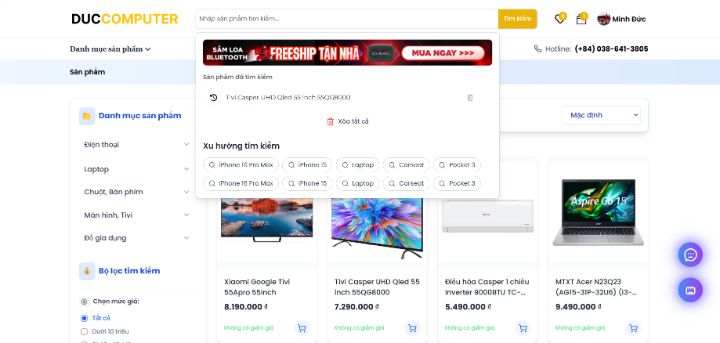 DUCCOMPUTER
Nhập sản phẩm tìm kiếm...
Tìm kiếm
Minh Đức
Danh mục sản phẩm
Hotline: (+84) 038-641-3805
Sản phẩm
SẮM LOA
BLUETOOTH
FREESHIP TẬN NHÀ
MUA NGAY >>>
Sản phẩm đã tìm kiếm
Tivi Casper UHD Qled 55 inch 55QG8000
Xóa tất cả
Xu hướng tìm kiếm
iPhone 16 Pro Max
iPhone 15
Laptop
Carseat
Pocket 3
iPhone 16 Pro Max
iPhone 15
Laptop
Carseat
Pocket 3
Danh mục sản phẩm
Điện thoại
Laptop
Chuột, Bàn phím
Màn hình, Tivi
Đồ gia dụng
Bộ lọc tìm kiếm
Chọn mức giá:
Tất cả
Dưới 10 triệu
Mặc định
Aspire Go 15
Xiaomi Google Tivi
55Apro 55inch
8.190.000 đ
Không có giảm giá
Tivi Casper UHD Qled 55
inch 55QG8000
7.290.000 đ
Không có giảm giá
Điều hòa Casper 1 chiều
Inverter 9000BTU TC-...
5.490.000 đ
Không có giảm giá
MTXT Acer N23Q23
(AG15-31P-32U6) (i3-...
9.490.000 đ
Không có giảm giá